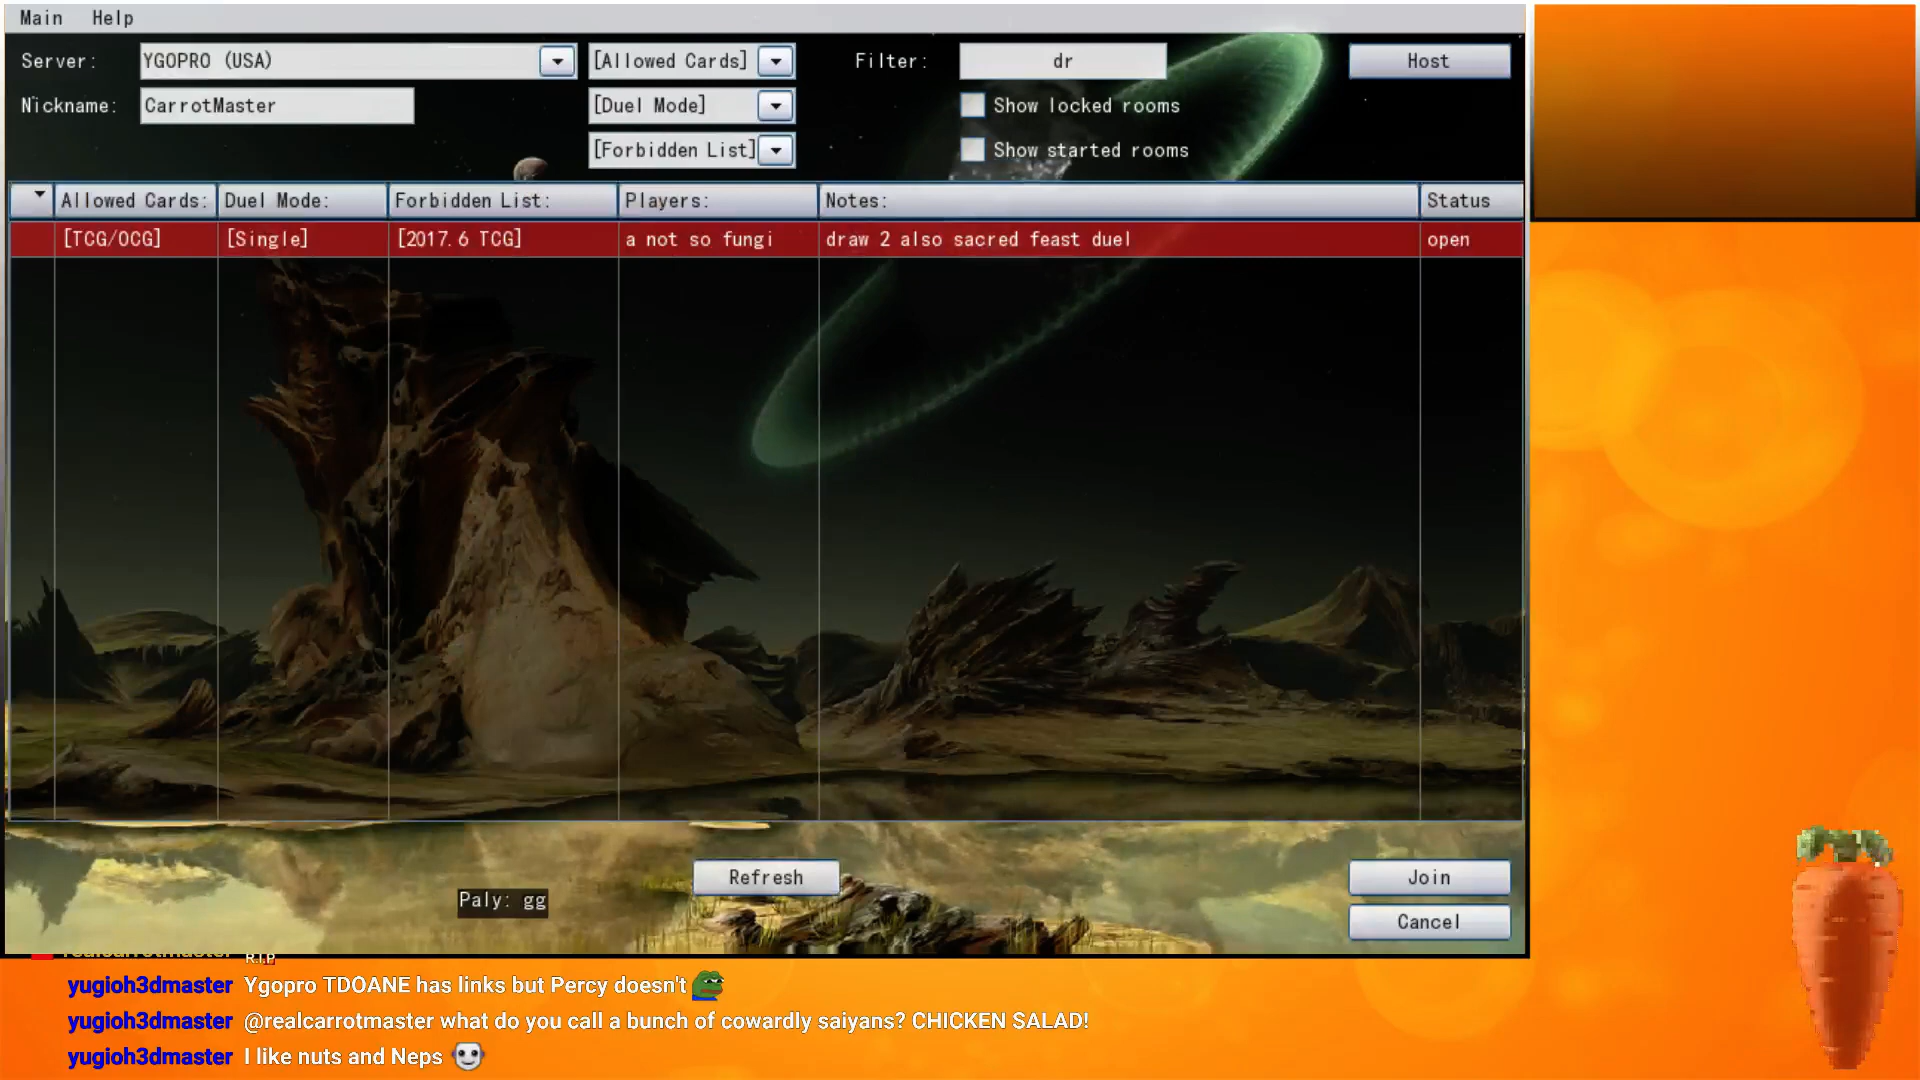 Main Help
Server: YGOPRO (USA) [Allowed Cards] Filter: dr Host
Nickname: CarrotMaster [Duel Mode] Show locked rooms
[Forbidden List] Show started rooms
Allowed Cards: Duel Mode: Forbidden List: Players: Notes: Status
[TCG/OCG] [Single] [2017.6 TCG] a not so fungi draw 2 also sacred feast duel open
Refresh Join
Paly: gg
Cancel
realcarrotmaster R.I.P
yugioh3dmaster Ygopro TDOANE has links but Percy doesn't
yugioh3dmaster @realcarrotmaster what do you call a bunch of cowardly saiyans? CHICKEN SALAD!
yugioh3dmaster I like nuts and Neps